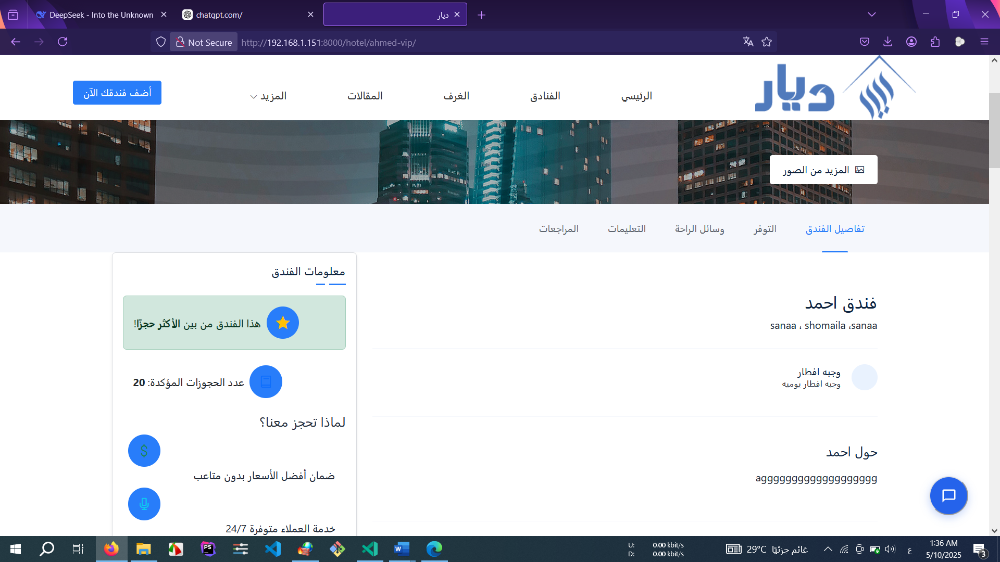 DeepSeek - Into the Unknown
chatgpt.com/
ديار
Not Secure
http://192.168.1.151:8000/hotel/ahmed-vip/
ديار
الرئيسي
الفنادق
الغرف
المقالات
المزيد
أضف فندقك الآن
المزيد من الصور
تفاصيل الفندق
التوفر
وسائل الراحة
التعليمات
المراجعات
فندق احمد
sanaa ، shomaila ،sanaa
وجبه افطار
وجبه افطار يوميه
حول احمد
aggggggggggggggggggg
معلومات الفندق
هذا الفندق من بين الأكثر حجزًا!
عدد الحجوزات المؤكدة: 20
لماذا تحجز معنا؟
$
ضمان أفضل الأسعار بدون متاعب
خدمة العملاء متوفرة 24/7
PS
W
U: 0.00 kbit/s
D: 0.00 kbit/s
29°C غائم جزئيًا
ع
1:36 AM
5/10/2025
3